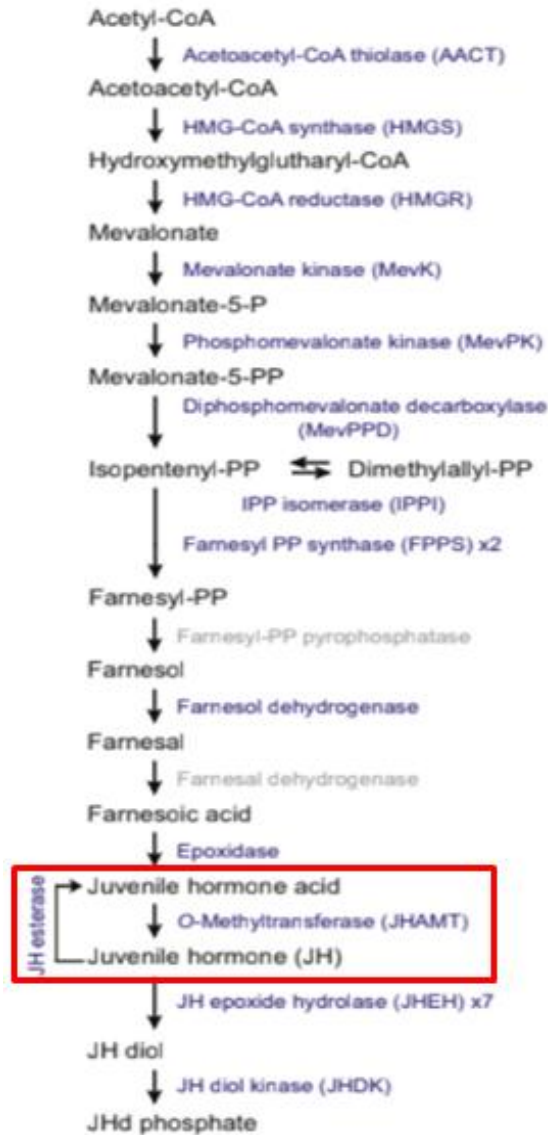 Acetyl-CoA
Acetoacetyl-CoA thiolase (AACT)
Acetoacetyl-CoA
HMG-CoA synthase (HMGS)
Hydroxymethylglutharyl-CoA
HMG-CoA reductase (HMGR)
Mevalonate
Mevalonate kinase (MevK)
Mevalonate-5-P
Phosphomevalonate kinase (MevPK)
Mevalonate-5-PP
Diphosphomevalonate decarboxylase
(MevPPD)
Isopentenyl-PP Dimethylallyl-PP
IPP isomerase (IPPI)
Farnesyl PP synthase (FPPS) x2
Farnesyl-PP
Farnesyl-PP pyrophosphatase
Farnesol
Farnesol dehydrogenase
Farnesal
Farnesal dehydrogenase
Farnesoic acid
Epoxidase
JH esterase
Juvenile hormone acid
O-Methyltransferase (JHAMT)
Juvenile hormone (JH)
JH epoxide hydrolase (JHEH) x7
JH diol
JH diol kinase (JHDK)
JHd phosphate